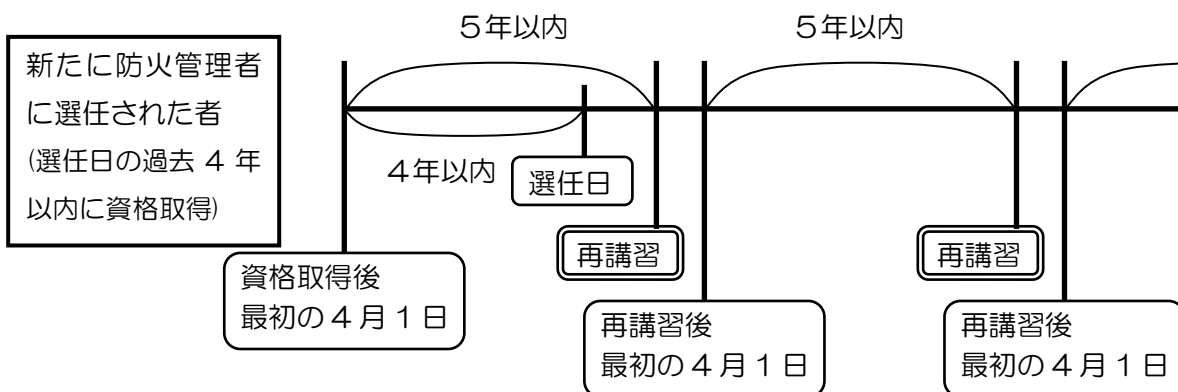 ５年以内
５年以内
新たに防火管理者
に選任された者
(選任日の過去 4 年
以内に資格取得)
４年以内
選任日
再講習
再講習
資格取得後
最初の４月１日
再講習後
最初の４月１日
再講習後
最初の４月１日